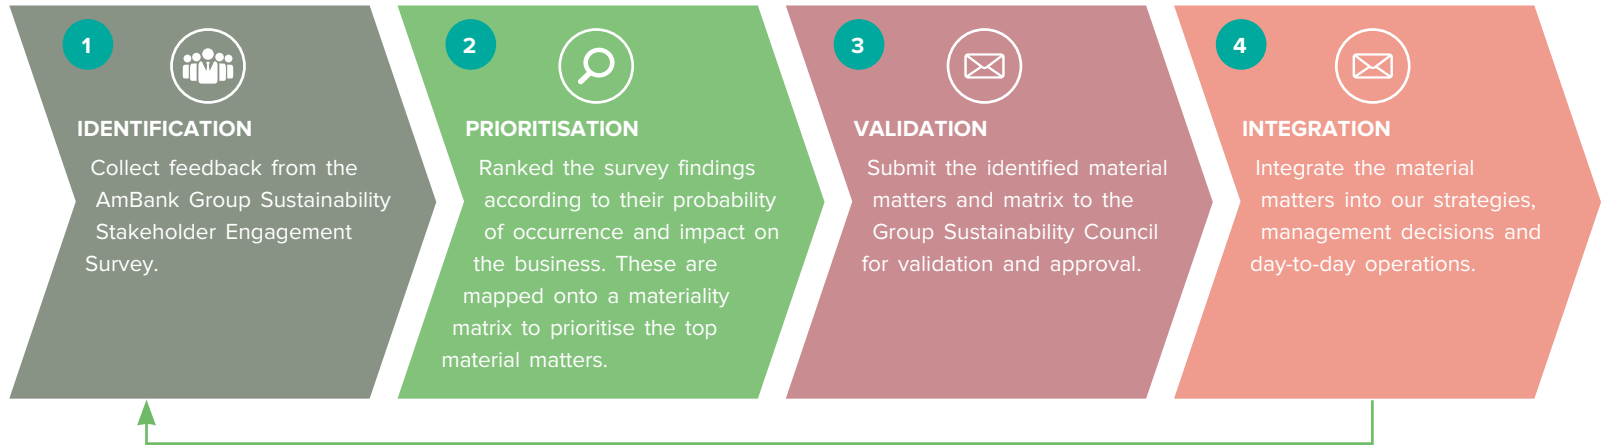 1
IDENTIFICATION
Collect feedback from the
AmBank Group Sustainability
Stakeholder Engagement
Survey.
2
PRIORITISATION
Ranked the survey findings
according to their probability
of occurrence and impact on
the business. These are
mapped onto a materiality
matrix to prioritise the top
material matters.
3
VALIDATION
Submit the identified material
matters and matrix to the
Group Sustainability Council
for validation and approval.
4
INTEGRATION
Integrate the material
matters into our strategies,
management decisions and
day-to-day operations.